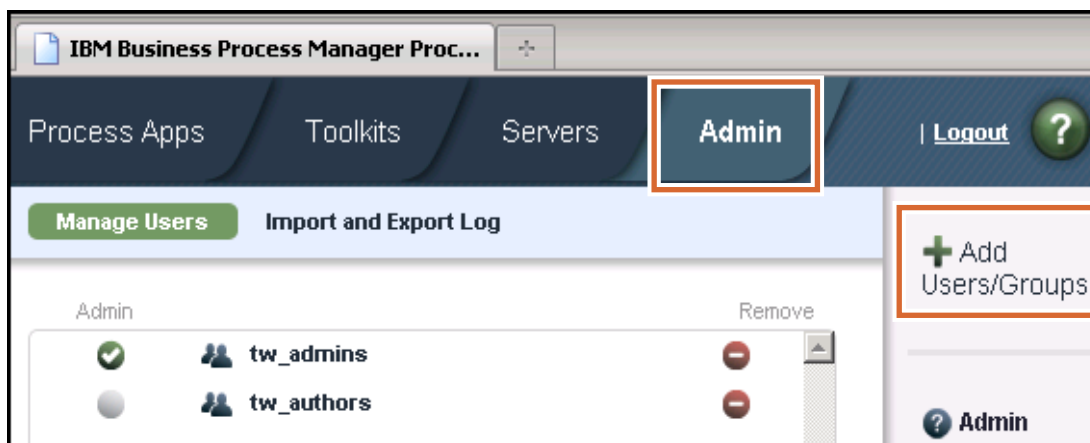 IBM Business Process Manager Proc...
Process Apps Toolkits Servers Admin | Logout ?
Manage Users Import and Export Log
Add
Users/Groups
Admin Remove
tw_admins
tw_authors
? Admin